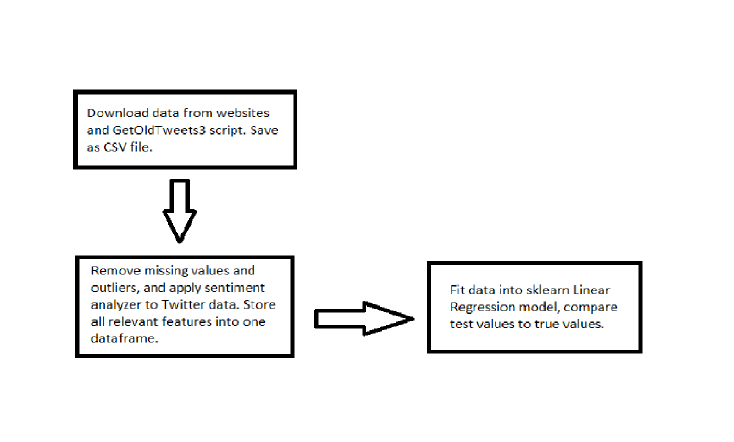 Download data from websites
and GetOldTweets3 script. Save
as CSV file.
Remove missing values and
outliers, and apply sentiment
analyzer to Twitter data. Store
all relevant features into one
dataframe.
Fit data into sklearn Linear
Regression model, compare
test values to true values.